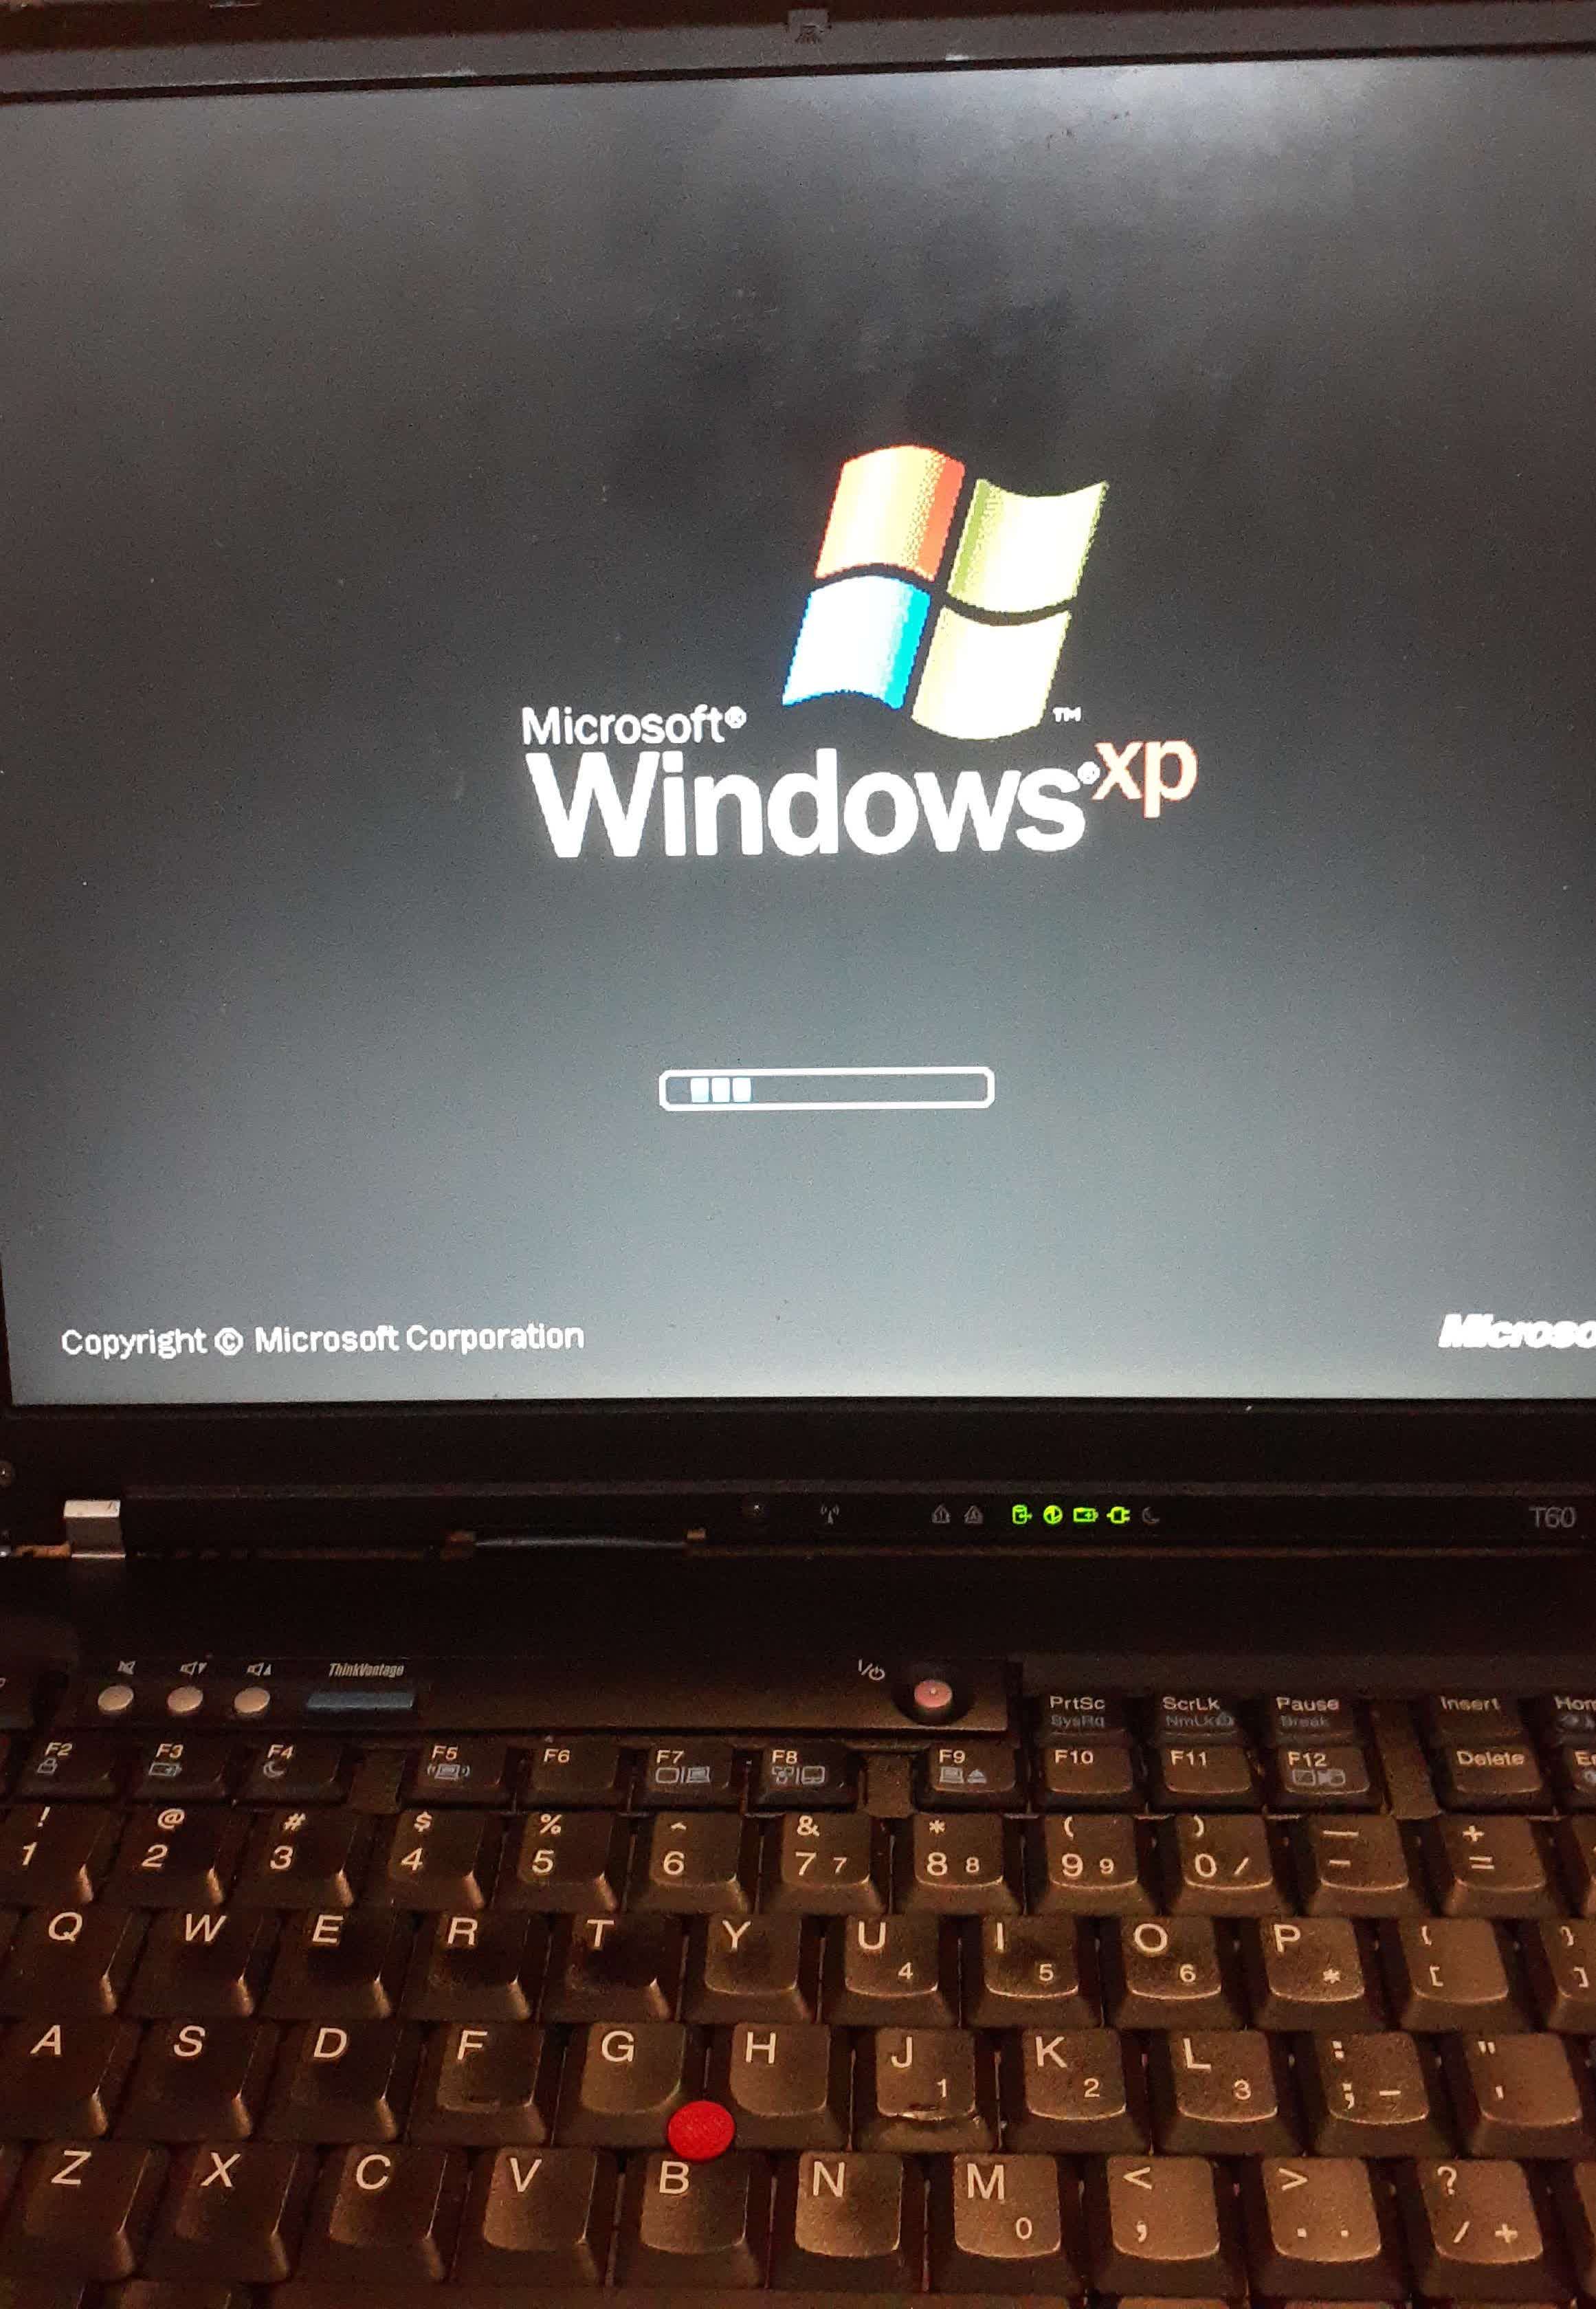 Microsoft®
Windows® xp
™
Copyright © Microsoft Corporation
Microso
T60
ThinkVantage
PrtSc ScrLk Pause Insert Hom
SysRq NmLk Break
F2 F3 F4 F5 F6 F7 F8 F9 F10 F11 F12 Delete
! @ # $ % ^ & * ( ) — +
1 2 3 4 5 6 7 7 8 8 9 9 0 / - =
Q W E R T Y U I O P { }
4 5 6 * [ ]
A S D F G H J K L : "
1 2 3 ; - '
Z X C V B N M < > ?
0 , . . / +